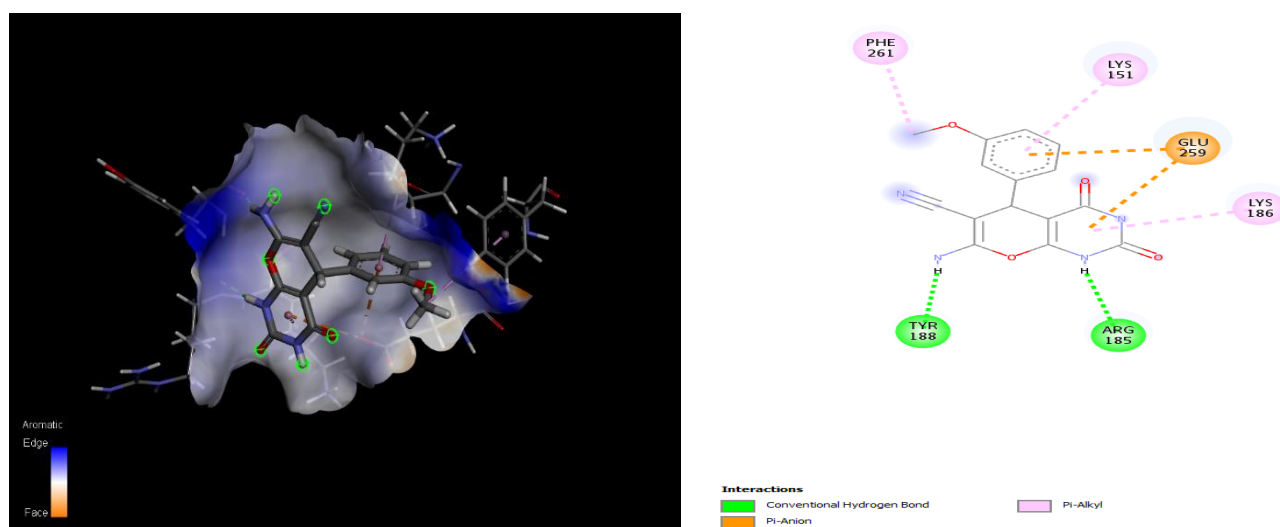 Aromatic
Edge
Face
PHE
261
LYS
151
GLU
259
LYS
186
O
O
N
N
N
O
N
O
H
H
TYR
188
ARG
185
Interactions
Conventional Hydrogen Bond
Pi-Anion
Pi-Alkyl